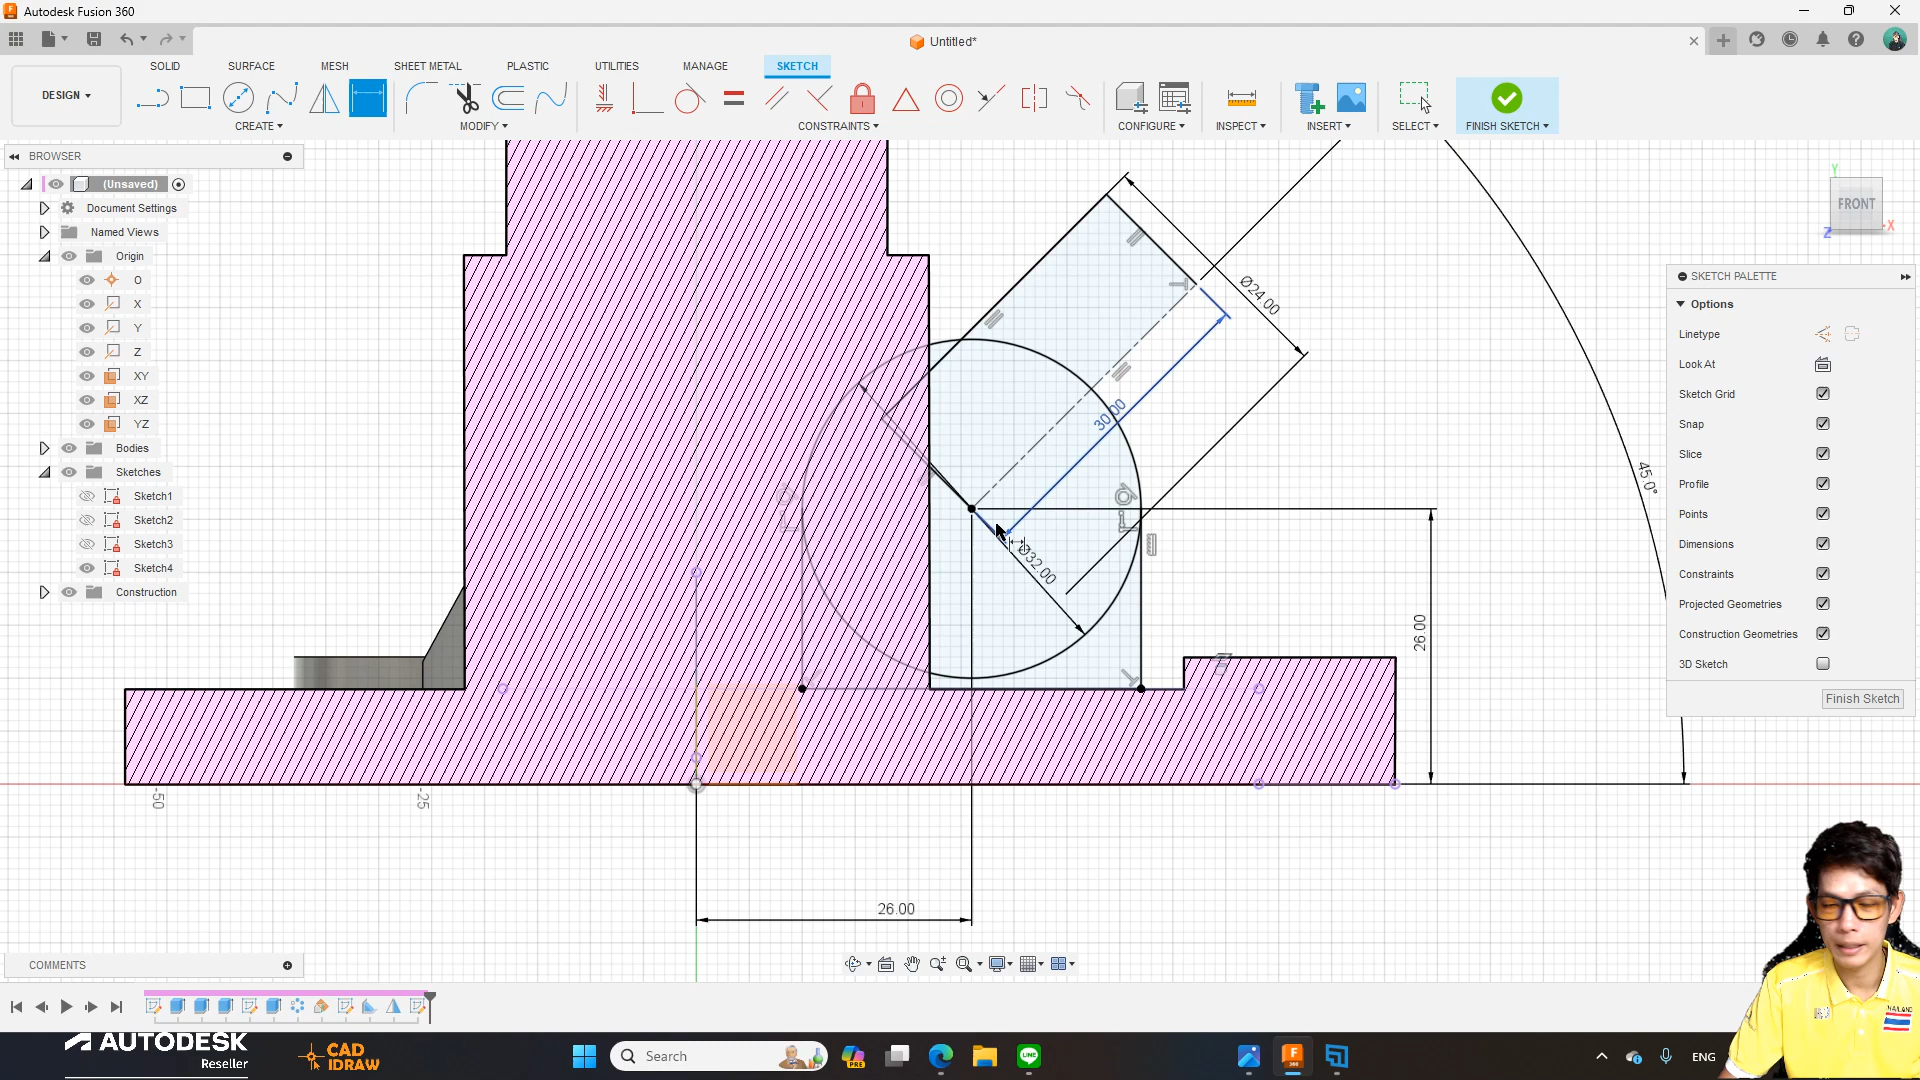 Autodesk Fusion 360
Untitled*
DESIGN
SOLID
SURFACE
MESH
SHEET METAL
PLASTIC
UTILITIES
MANAGE
SKETCH
CREATE
MODIFY
CONSTRAINTS
CONFIGURE
INSPECT
INSERT
SELECT
FINISH SKETCH
BROWSER
(Unsaved)
Document Settings
Named Views
Origin
O
X
Y
Z
XY
XZ
YZ
Bodies
Sketches
Sketch1
Sketch2
Sketch3
Sketch4
Construction
Y
FRONT
X
Z
SKETCH PALETTE
Options
Linetype
Look At
Sketch Grid
Snap
Slice
Profile
Points
Dimensions
Constraints
Projected Geometries
Construction Geometries
3D Sketch
Finish Sketch
Ø24.00
30.00
45.0°
Ø32.00
26.00
-50
-25
26.00
COMMENTS
AUTODESK
Reseller
CAD
IDRAW
Search
PRE
F
360
LINE
ENG
THAILAND